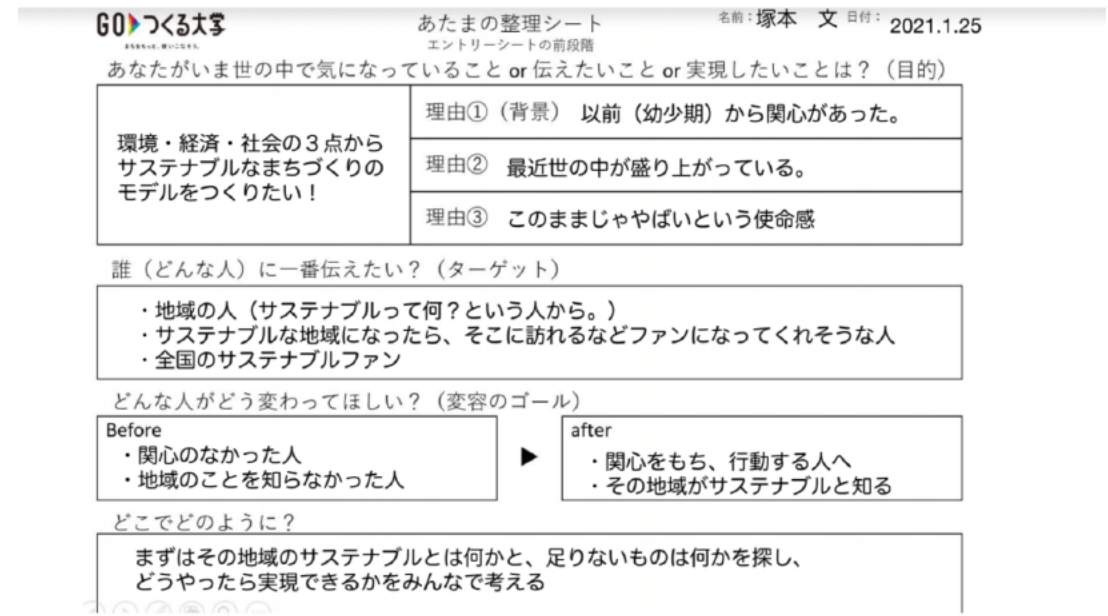 GO つくる大学
まちをもっと、使いこなそう。
あたまの整理シート
エントリーシートの前段階
名前：塚本　文 日付： 2021.1.25
あなたがいま世の中で気になっていること or 伝えたいこと or 実現したいことは？（目的）
環境・経済・社会の３点から
サステナブルなまちづくりの
モデルをつくりたい！
理由①（背景） 以前（幼少期）から関心があった。
理由② 最近世の中が盛り上がっている。
理由③ このままじゃやばいという使命感
誰（どんな人）に一番伝えたい？（ターゲット）
・地域の人（サステナブルって何？という人から。）
・サステナブルな地域になったら、そこに訪れるなどファンになってくれそうな人
・全国のサステナブルファン
どんな人がどう変わってほしい？（変容のゴール）
Before
・関心のなかった人
・地域のことを知らなかった人
▶
after
・関心をもち、行動する人へ
・その地域がサステナブルと知る
どこでどのように？
まずはその地域のサステナブルとは何かと、足りないものは何かを探し、
どうやったら実現できるかをみんなで考える